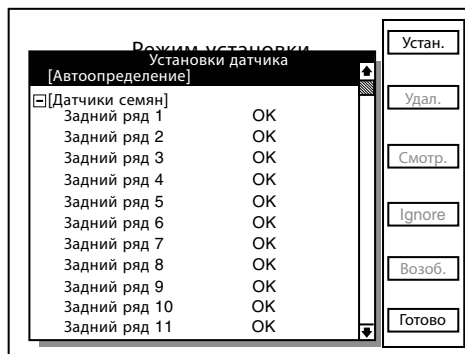 Режим установки
Установки датчика
[Автоопределение]
[Датчики семян]
Задний ряд 1 OK
Задний ряд 2 OK
Задний ряд 3 OK
Задний ряд 4 OK
Задний ряд 5 OK
Задний ряд 6 OK
Задний ряд 7 OK
Задний ряд 8 OK
Задний ряд 9 OK
Задний ряд 10 OK
Задний ряд 11 OK
Устан.
Удал.
Смотр.
Ignore
Возоб.
Готово